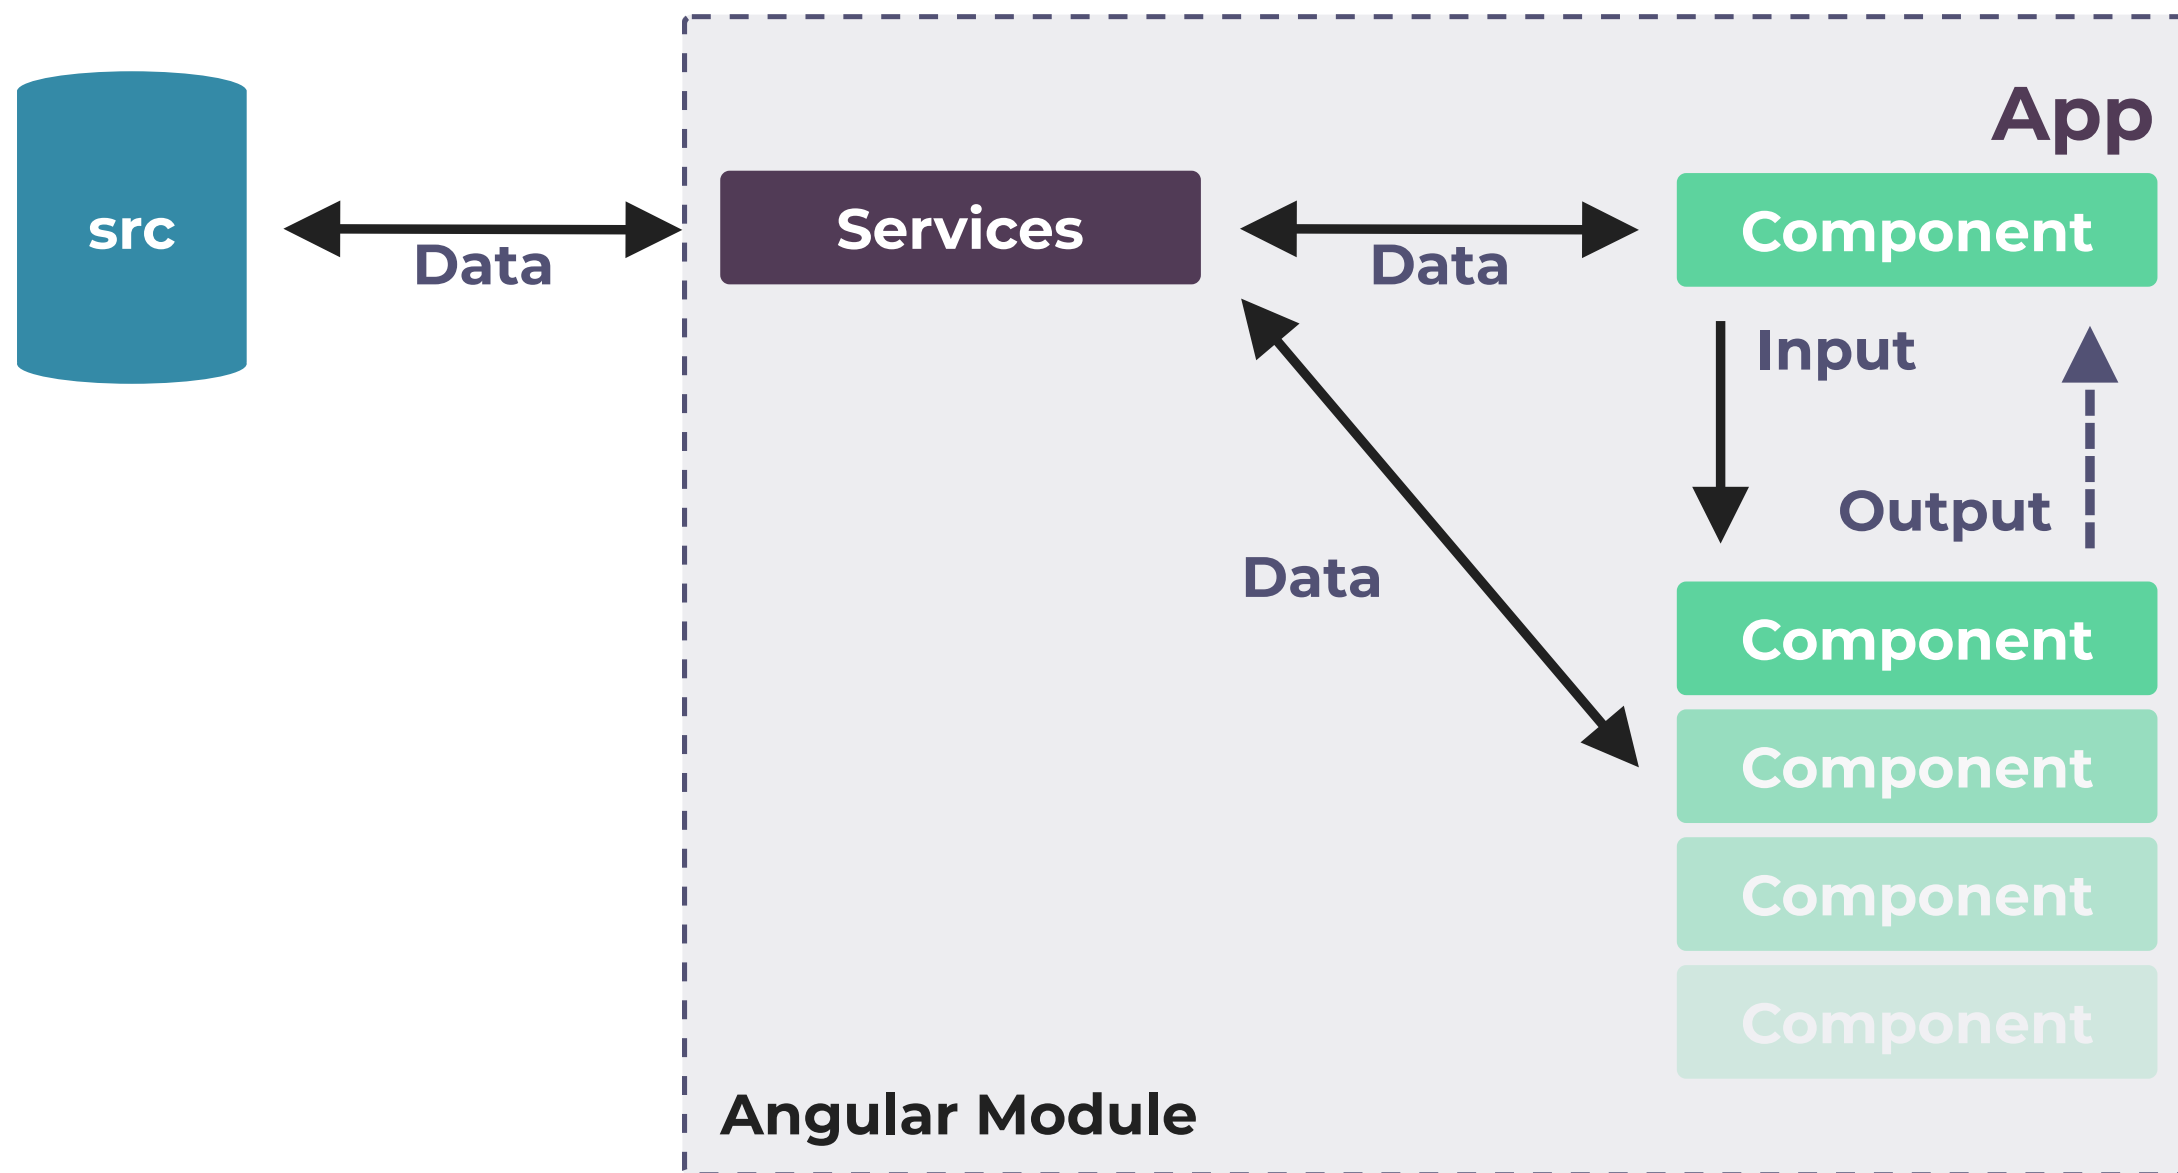 App
src
Data
Services
Data
Component
Input
Output
Data
Component
Component
Component
Component
Angular Module